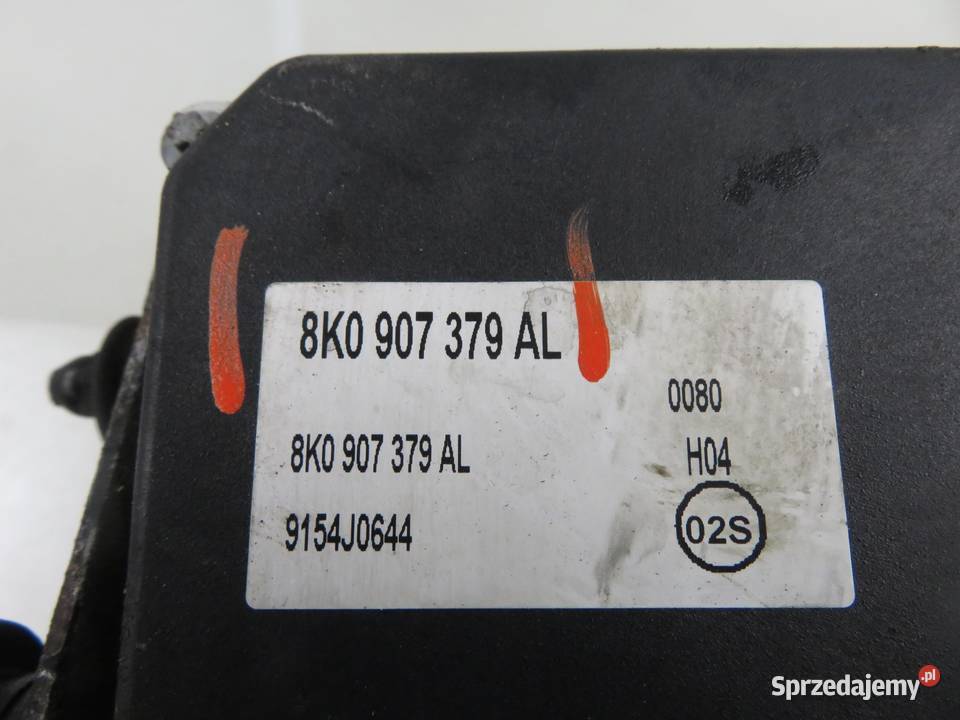 8K0 907 379 AL
0080
8K0 907 379 AL
H04
9154J0644
02S
Sprzedajemy.pl